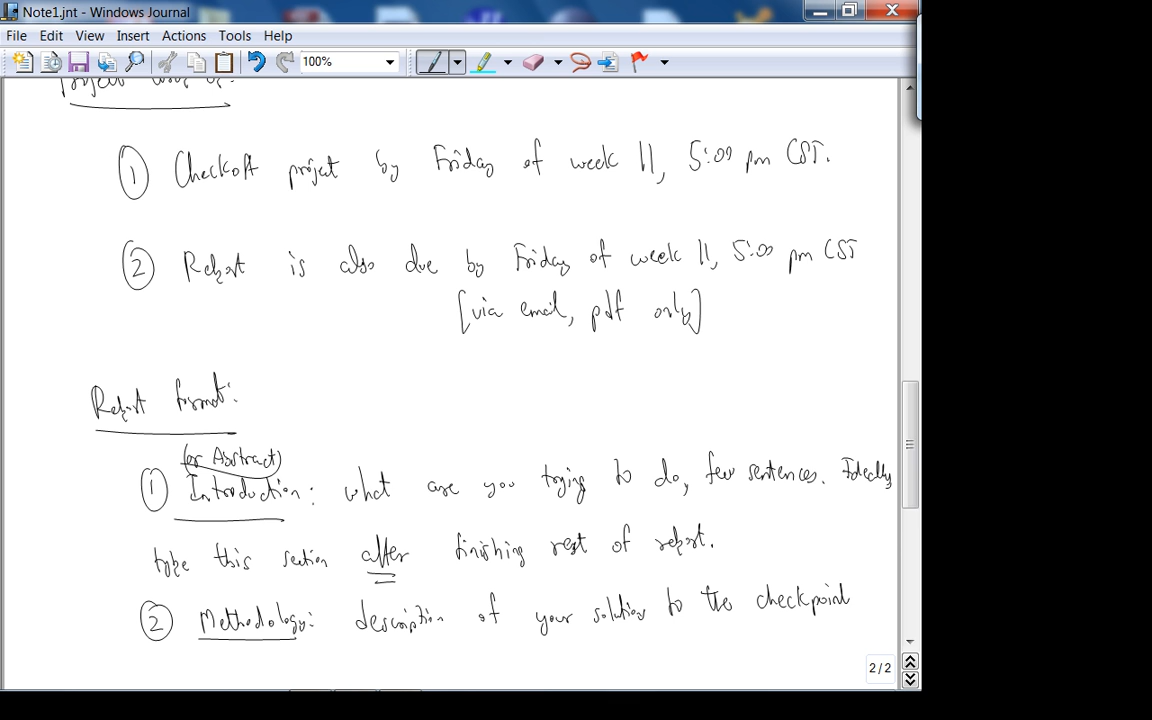 Note1.jnt - Windows Journal
File Edit View Insert Actions Tools Help
100%
Project
① Checkoff project by Friday of week 11, 5:00 pm CST.
② Report is also due by Friday of week 11, 5:00 pm CST
[via email, pdf only]
Report format:
(or Abstract)
① Introduction: what are you trying to do, few sentences. Ideally
type this section after finishing rest of report.
② Methodology: description of your solution to the checkpoint
2/2